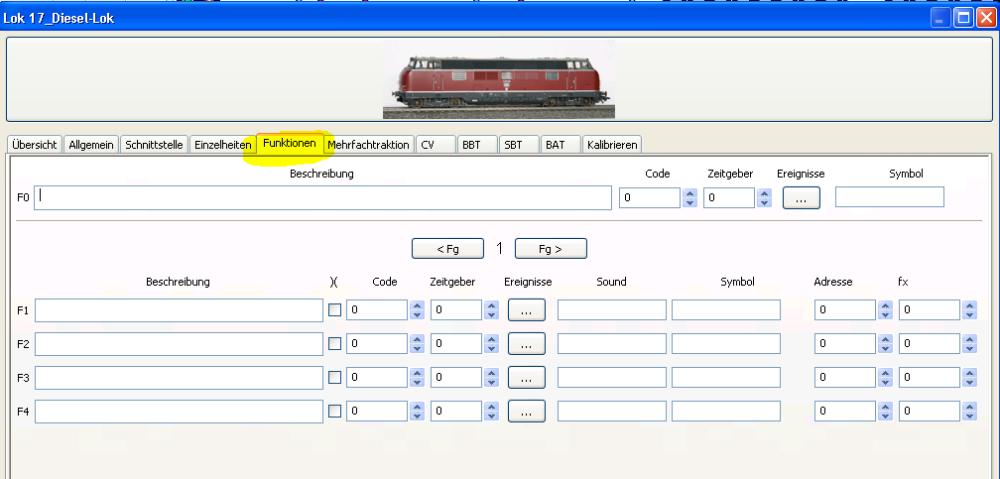 Lok 17_Diesel-Lok
Übersicht Allgemein Schnittstelle Einzelheiten Funktionen Mehrfachtraktion CV BBT SBT BAT Kalibrieren
Beschreibung Code Zeitgeber Ereignisse Symbol
F0 0 0 ...
< Fg 1 Fg >
Beschreibung )( Code Zeitgeber Ereignisse Sound Symbol Adresse fx
F1 0 0 ... 0 0
F2 0 0 ... 0 0
F3 0 0 ... 0 0
F4 0 0 ... 0 0